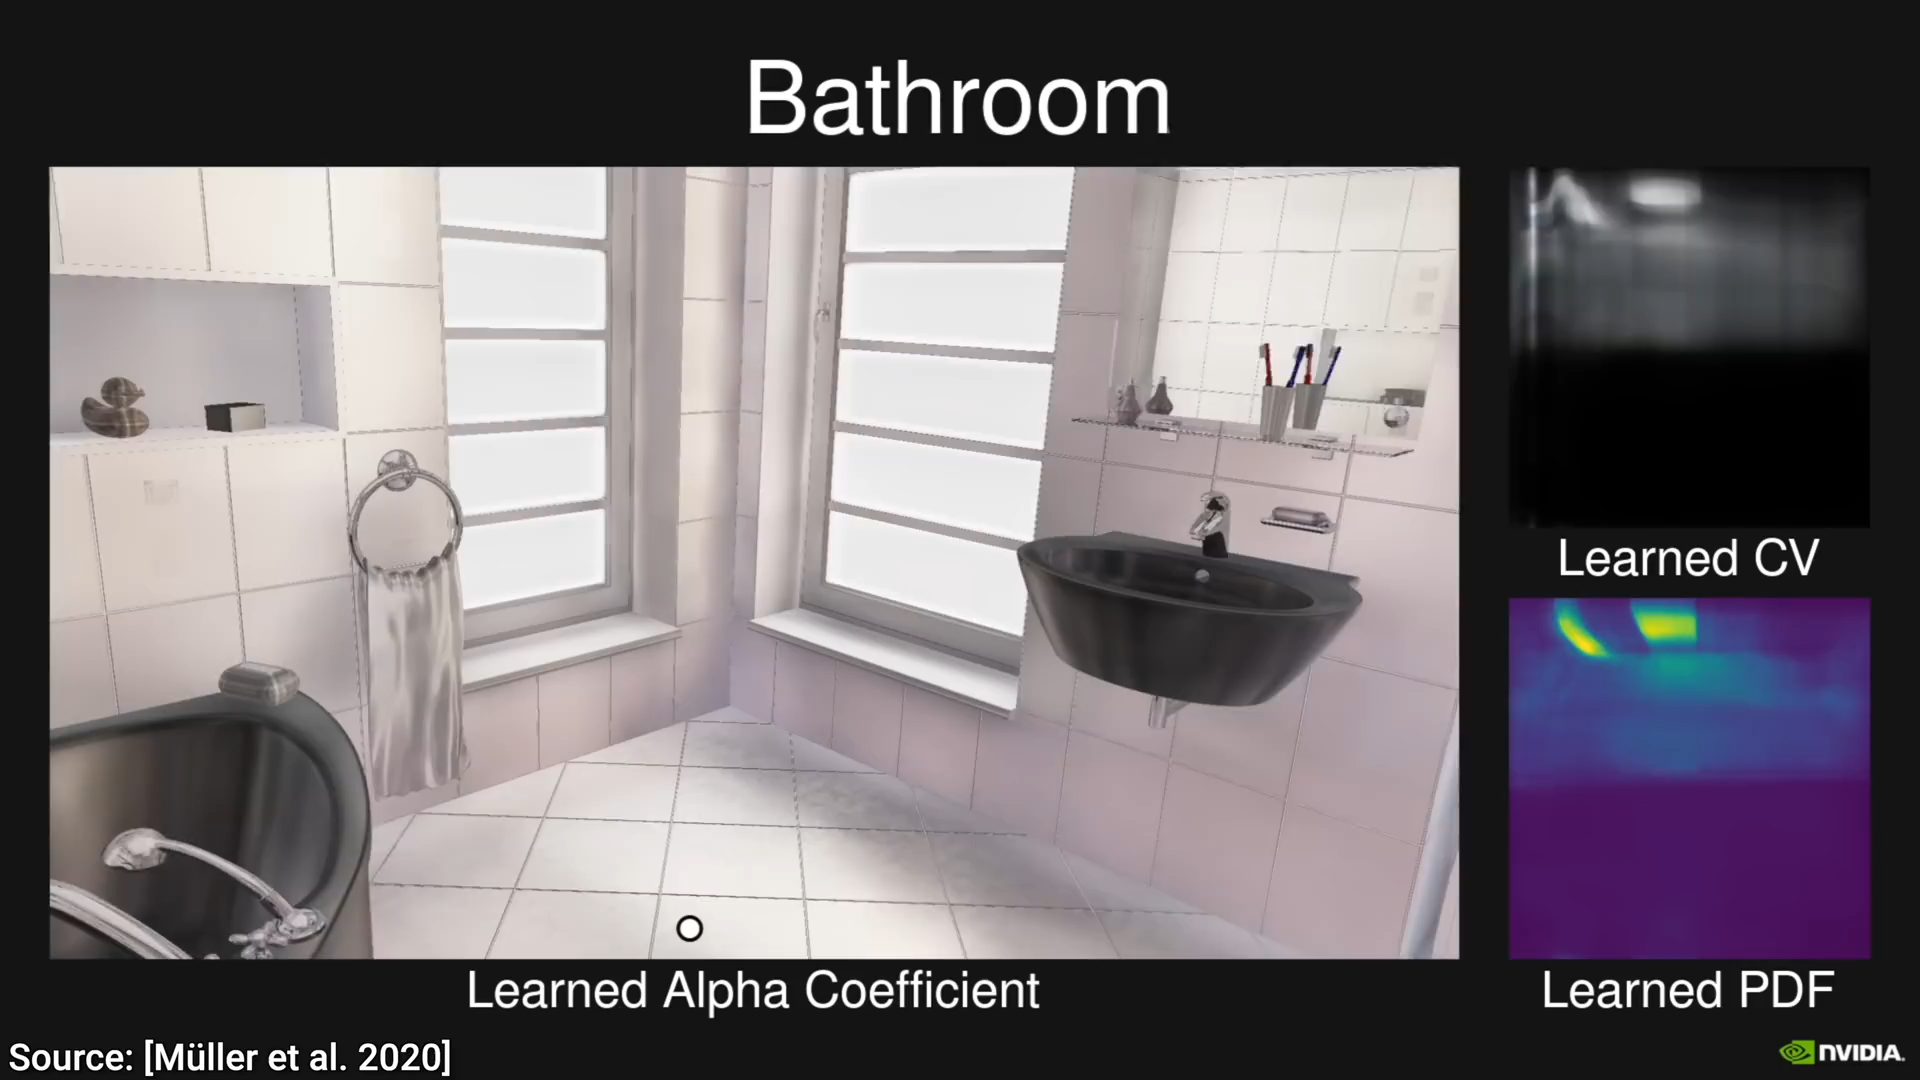 Bathroom
Learned CV
Learned Alpha Coefficient
Learned PDF
Source: [Müller et al. 2020]
NVIDIA.